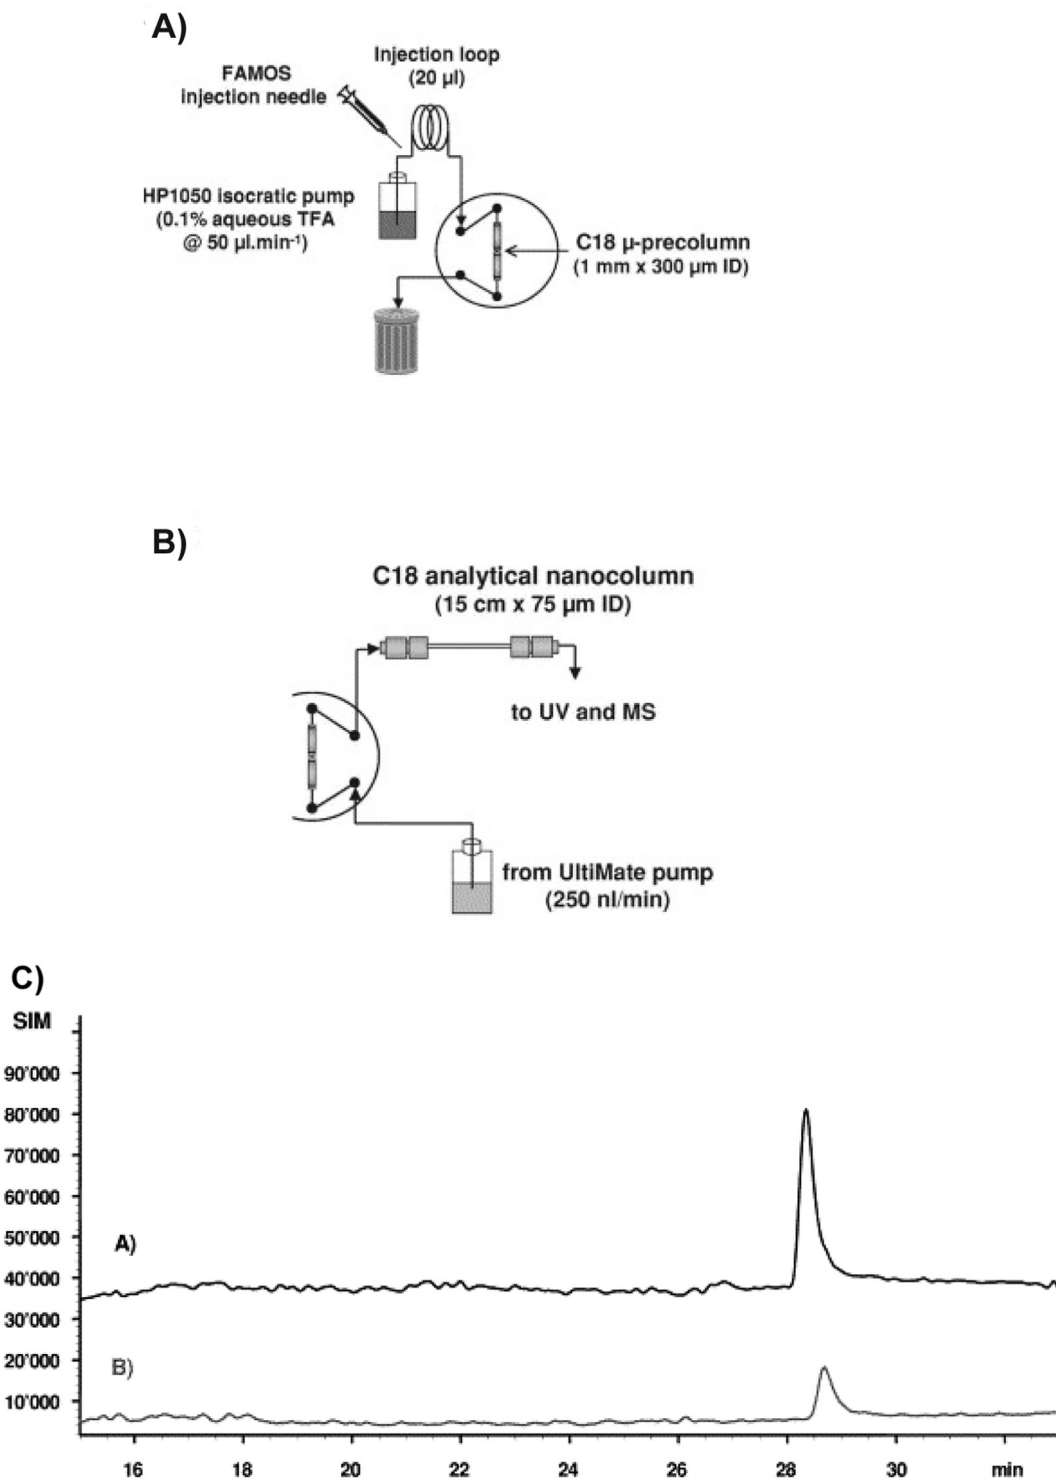 A)
Injection loop
(20 µl)
FAMOS
injection needle
HP1050 isocratic pump
(0.1% aqueous TFA
@ 50 µl.min⁻¹)
C18 µ-precolumn
(1 mm x 300 µm ID)
B)
C18 analytical nanocolumn
(15 cm x 75 µm ID)
to UV and MS
from UltiMate pump
(250 nl/min)
C)
SIM
90'000
80'000
70'000
60'000
50'000
A)
40'000
30'000
20'000
B)
10'000
16 18 20 22 24 26 28 30 min